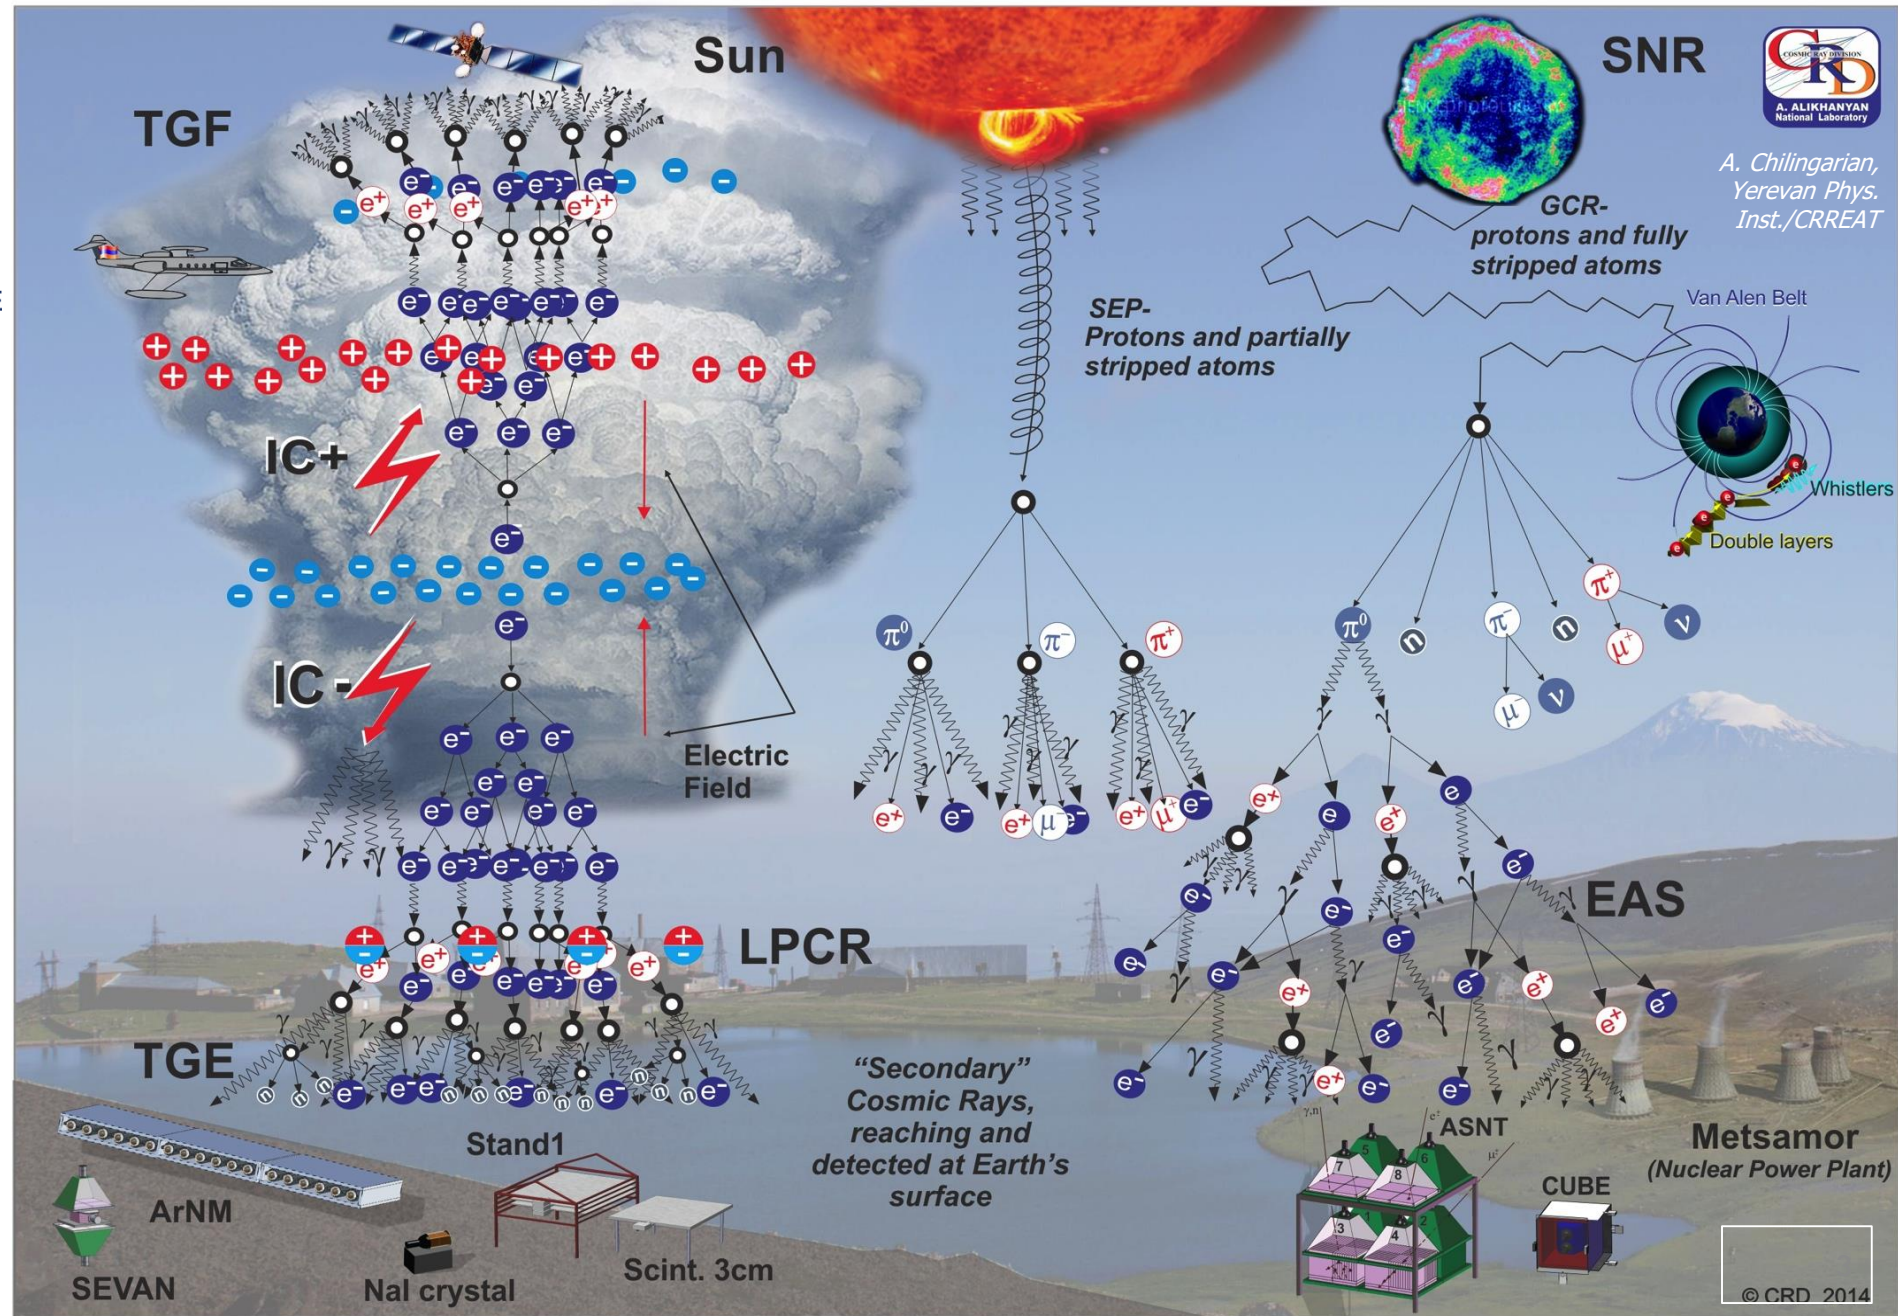 Sun
SNR
COSMIC RAY DIVISION
CRD
A. ALIKHANYAN
National Laboratory
TGF
A. Chilingarian,
Yerevan Phys.
Inst./CRREAT
GCR-
protons and fully
stripped atoms
Van Alen Belt
SEP-
Protons and partially
stripped atoms
IC+
Whistlers
Double layers
IC -
Electric
Field
EAS
LPCR
TGE
"Secondary"
Cosmic Rays,
reaching and
detected at Earth's
surface
Stand1
ASNT
Metsamor
(Nuclear Power Plant)
CUBE
ArNM
SEVAN
NaI crystal
Scint. 3cm
© CRD 2014